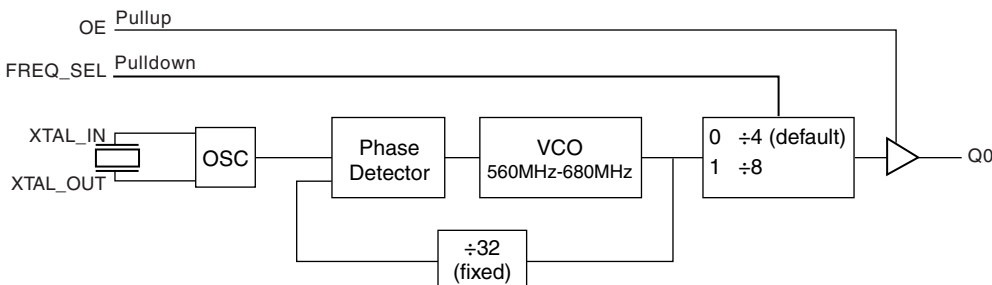 OE Pullup
FREQ_SEL Pulldown
XTAL_IN
XTAL_OUT
OSC
Phase
Detector
VCO
560MHz-680MHz
0 ÷4 (default)
1 ÷8
Q0
÷32
(fixed)